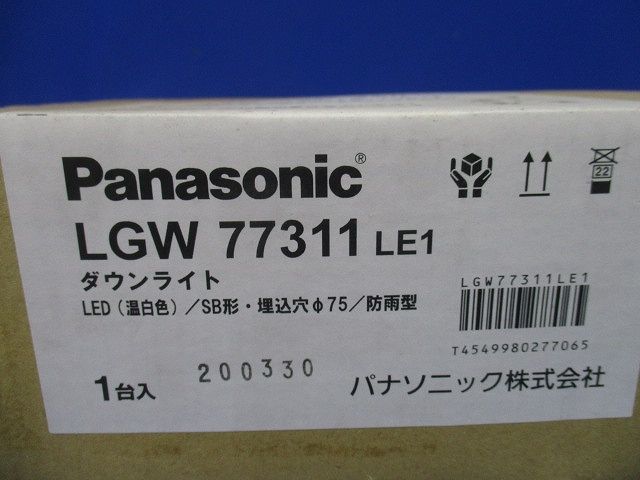 Panasonic®
22
LGW 77311 LE1
ダウンライト
LED（温白色）／SB形・埋込穴φ75／防雨型
LGW77311LE1
T4549980277065
1台入
200330
パナソニック株式会社